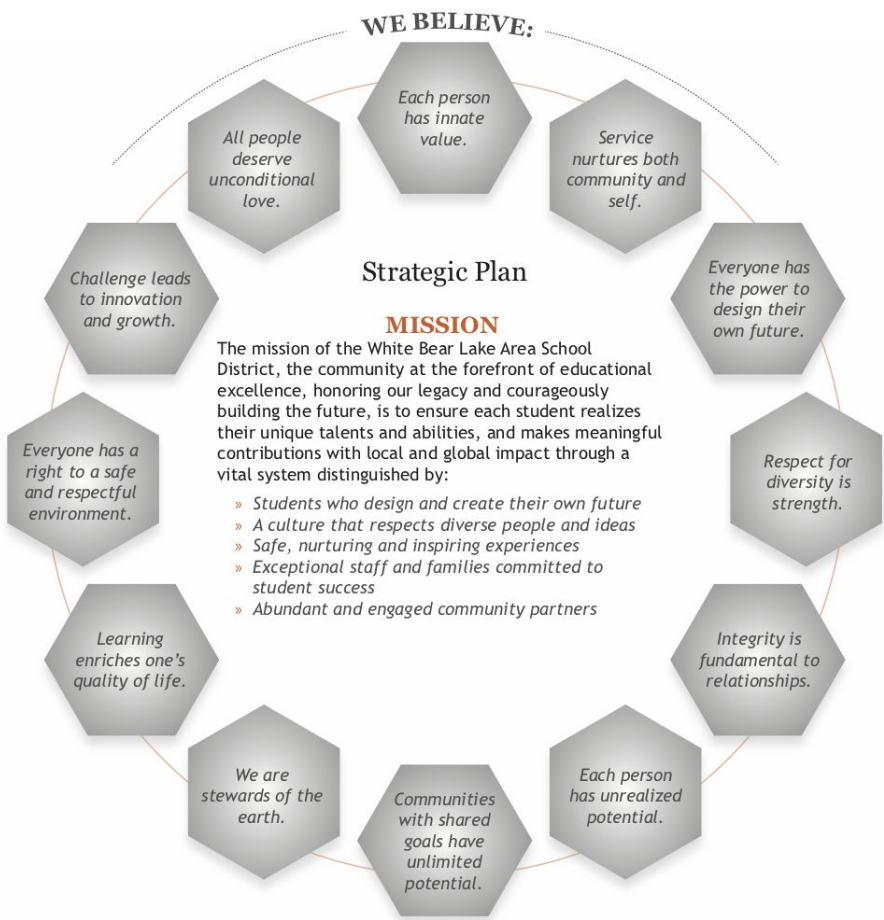 WE BELIEVE:
Each person
has innate
value.
Service
nurtures both
community and
self.
Everyone has
the power to
design their
own future.
Respect for
diversity is
strength.
Integrity is
fundamental to
relationships.
Each person
has unrealized
potential.
Communities
with shared
goals have
unlimited
potential.
We are
stewards of the
earth.
Learning
enriches one’s
quality of life.
Everyone has a
right to a safe
and respectful
environment.
Challenge leads
to innovation
and growth.
All people
deserve
unconditional
love.
Strategic Plan
MISSION
The mission of the White Bear Lake Area School
District, the community at the forefront of educational
excellence, honoring our legacy and courageously
building the future, is to ensure each student realizes
their unique talents and abilities, and makes meaningful
contributions with local and global impact through a
vital system distinguished by:
» Students who design and create their own future
» A culture that respects diverse people and ideas
» Safe, nurturing and inspiring experiences
» Exceptional staff and families committed to
student success
» Abundant and engaged community partners